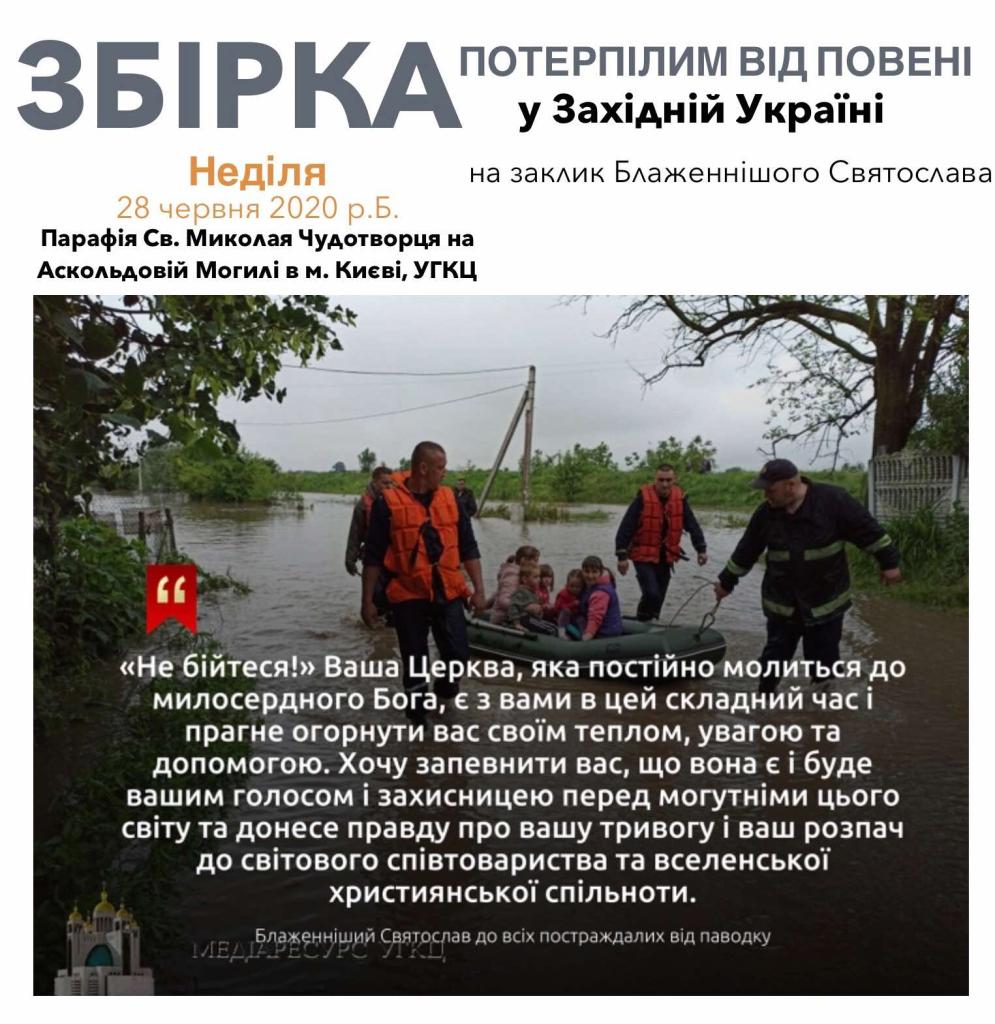 ЗБІРКА ПОТЕРПІЛИМ ВІД ПОВЕНІ
у Західній Україні
на заклик Блаженнішого Святослава
Неділя
28 червня 2020 р.Б.
Парафія Св. Миколая Чудотворця на
Аскольдовій Могилі в м. Києві, УГКЦ
«Не бійтеся!» Ваша Церква, яка постійно молиться до
милосердного Бога, є з вами в цей складний час і
прагне огорнути вас своїм теплом, увагою та
допомогою. Хочу запевнити вас, що вона є і буде
вашим голосом і захисницею перед могутніми цього
світу та донесе правду про вашу тривогу і ваш розпач
до світового співтовариства та вселенської
християнської спільноти.
Блаженніший Святослав до всіх постраждалих від паводку
МЕДІАРЕСУРС УГКЦ